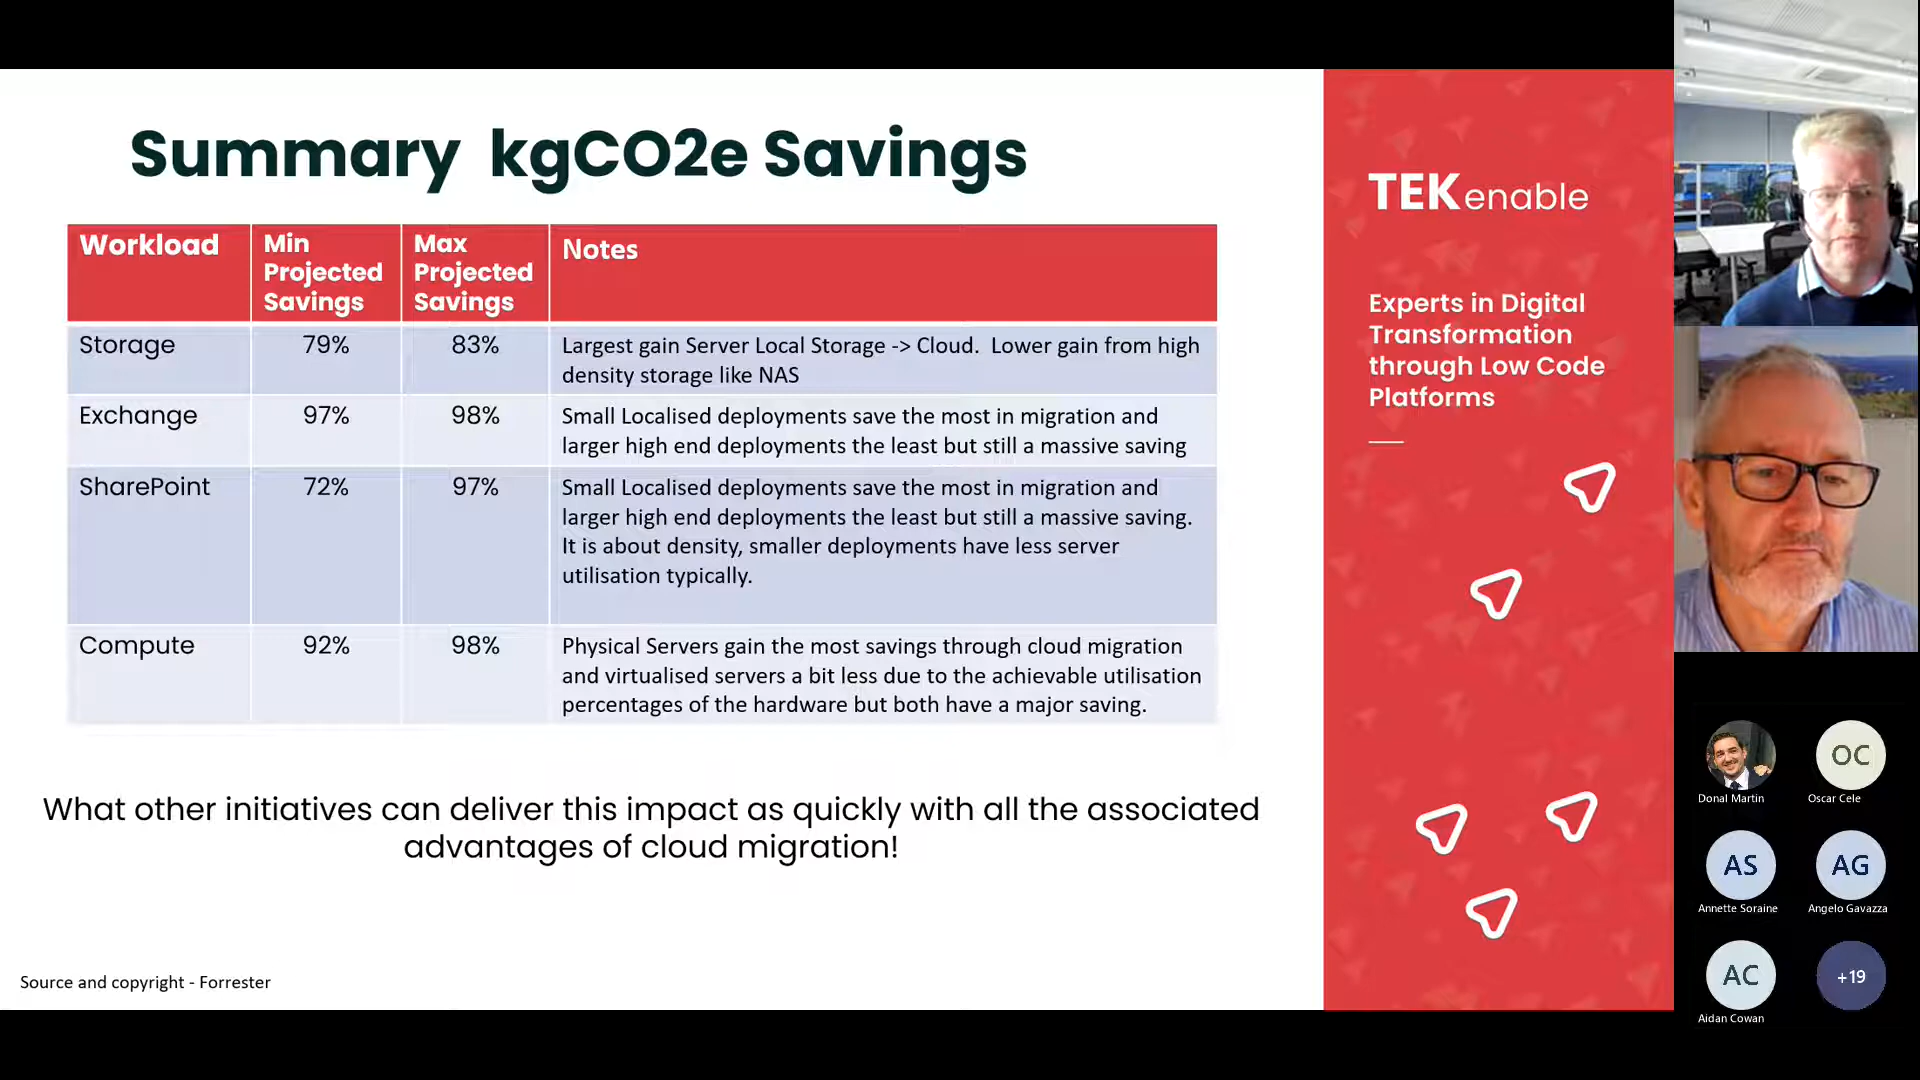 Summary kgCO2e Savings
Workload
Min
Projected
Savings
Max
Projected
Savings
Notes
Storage
79%
83%
Largest gain Server Local Storage -> Cloud. Lower gain from high
density storage like NAS
Exchange
97%
98%
Small Localised deployments save the most in migration and
larger high end deployments the least but still a massive saving
SharePoint
72%
97%
Small Localised deployments save the most in migration and
larger high end deployments the least but still a massive saving.
It is about density, smaller deployments have less server
utilisation typically.
Compute
92%
98%
Physical Servers gain the most savings through cloud migration
and virtualised servers a bit less due to the achievable utilisation
percentages of the hardware but both have a major saving.
What other initiatives can deliver this impact as quickly with all the associated
advantages of cloud migration!
Source and copyright - Forrester
TEKenable
Experts in Digital
Transformation
through Low Code
Platforms
Donal Martin
OC
Oscar Cele
AS
Annette Soraine
AG
Angelo Gavazza
AC
Aidan Cowan
+19